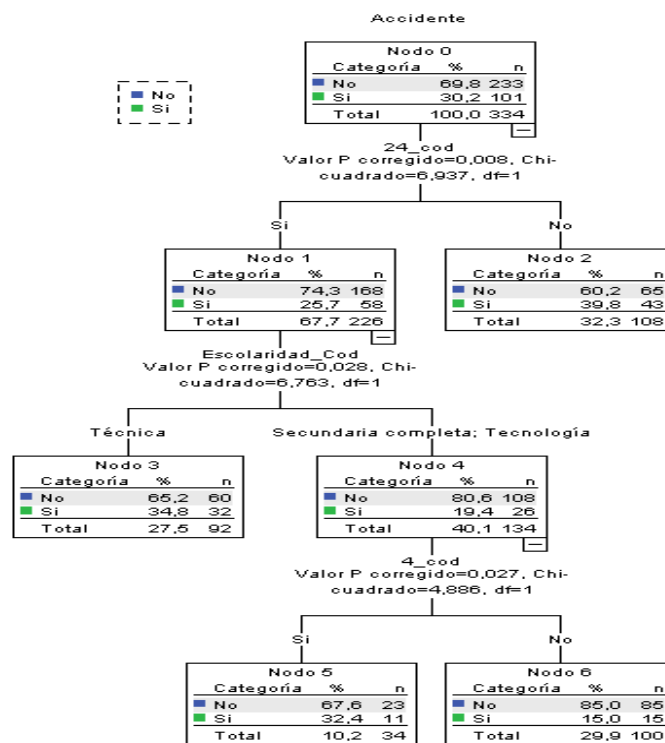 Accidente
No
Si
Nodo 0
Categoría % n
No 69,8 233
Si 30,2 101
Total 100,0 334
24_cod
Valor P corregido=0,008, Chi-
cuadrado=6,937, df=1
Si
No
Nodo 1
Categoría % n
No 74,3 168
Si 25,7 58
Total 67,7 226
Nodo 2
Categoría % n
No 60,2 65
Si 39,8 43
Total 32,3 108
Escolaridad_Cod
Valor P corregido=0,028, Chi-
cuadrado=6,763, df=1
Técnica
Secundaria completa; Tecnología
Nodo 3
Categoría % n
No 65,2 60
Si 34,8 32
Total 27,5 92
Nodo 4
Categoría % n
No 80,6 108
Si 19,4 26
Total 40,1 134
4_cod
Valor P corregido=0,027, Chi-
cuadrado=4,886, df=1
Si
No
Nodo 5
Categoría % n
No 67,6 23
Si 32,4 11
Total 10,2 34
Nodo 6
Categoría % n
No 85,0 85
Si 15,0 15
Total 29,9 100